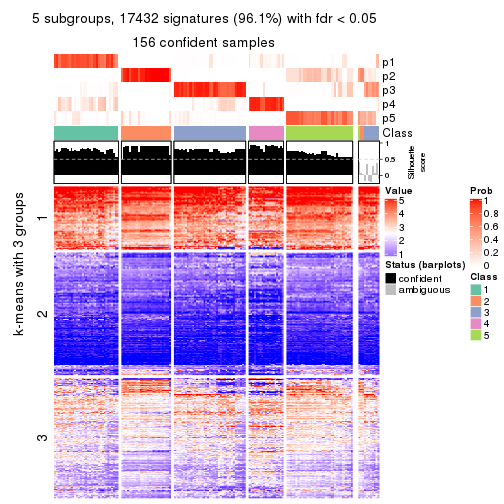 5 subgroups, 17432 signatures (96.1%) with fdr < 0.05
156 confident samples
p1
p2
p3
p4
p5
Class
1
0.5
0
Silhouette
score
k-means with 3 groups
1
2
3
Value
5
4
3
2
1
Status (barplots)
confident
ambiguous
Prob
1
0.8
0.6
0.4
0.2
0
Class
1
2
3
4
5